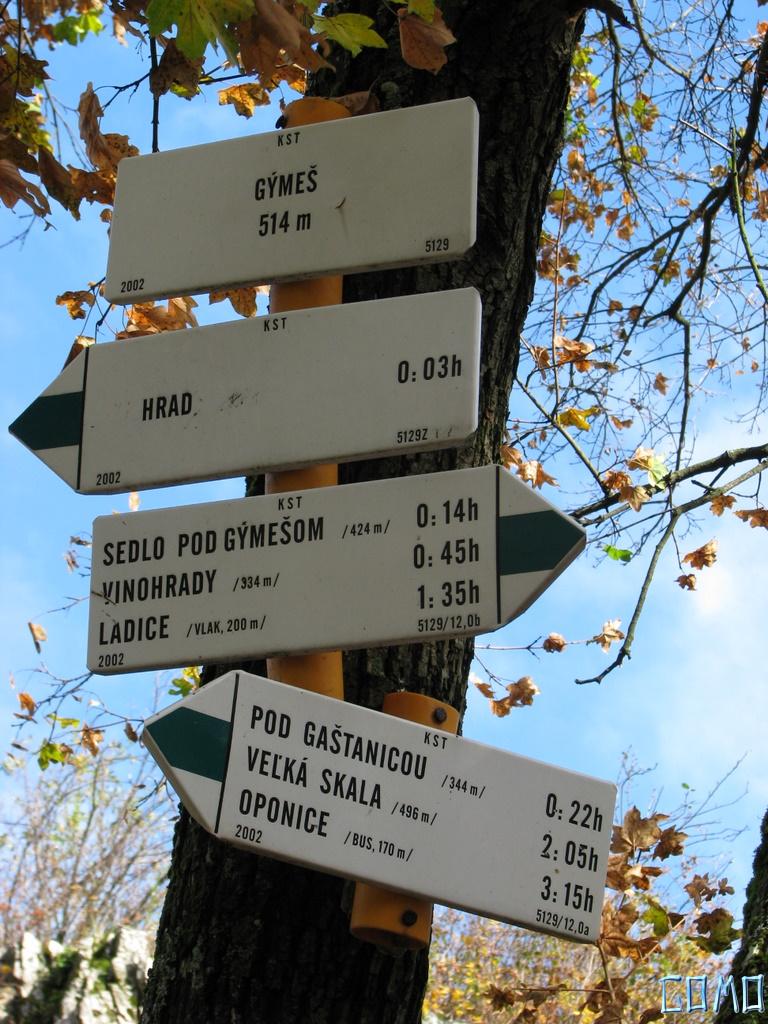 KST
GÝMEŠ
514 m
2002 5129
KST
HRAD 0:03h
2002 5129Z
KST
SEDLO POD GÝMEŠOM /424 m/ 0:14h
VINOHRADY /334 m/ 0:45h
LADICE /VLAK, 200 m/ 1:35h
2002 5129/12,0b
KST
POD GAŠTANICOU /344 m/ 0:22h
VEĽKÁ SKALA /496 m/ 2:05h
OPONICE /BUS, 170 m/ 3:15h
2002 5129/12,0a
COMO